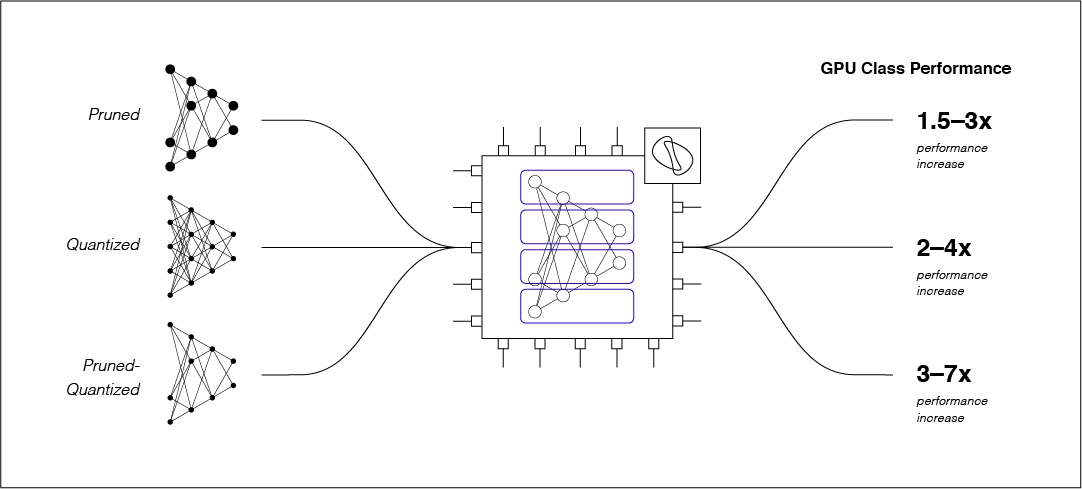 GPU Class Performance
Pruned
1.5–3x
performance
increase
Quantized
2–4x
performance
increase
Pruned-
Quantized
3–7x
performance
increase